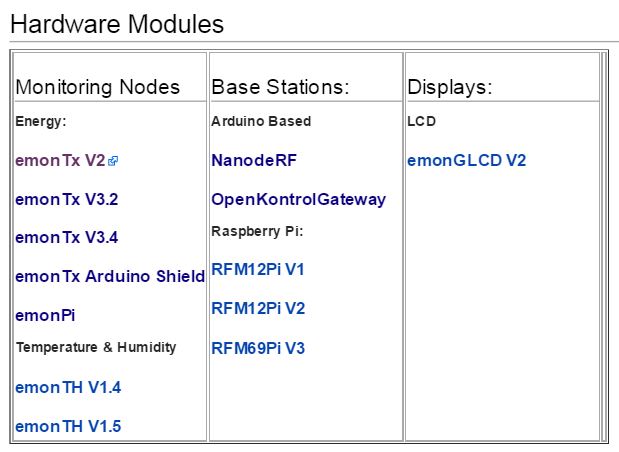 Hardware Modules
Monitoring Nodes
Energy:
emonTx V2
emonTx V3.2
emonTx V3.4
emonTx Arduino Shield
emonPi
Temperature & Humidity
emonTH V1.4
emonTH V1.5
Base Stations:
Arduino Based
NanodeRF
OpenKontrolGateway
Raspberry Pi:
RFM12Pi V1
RFM12Pi V2
RFM69Pi V3
Displays:
LCD
emonGLCD V2